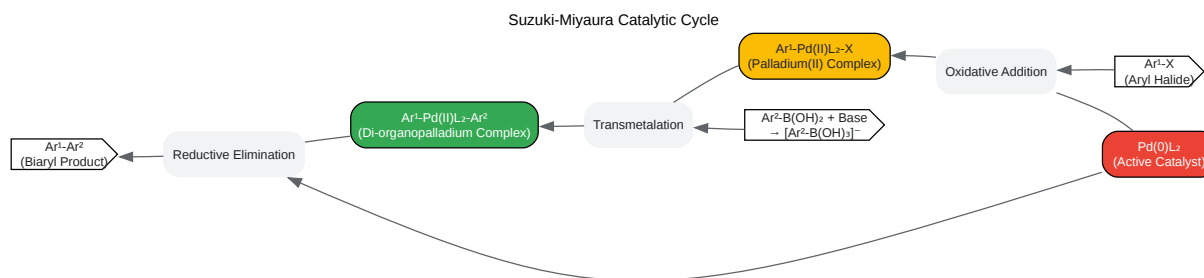 Suzuki-Miyaura Catalytic Cycle
Ar¹-Pd(II)L₂-X
(Palladium(II) Complex)
Oxidative Addition
Ar¹-X
(Aryl Halide)
Ar¹-Pd(II)L₂-Ar²
(Di-organopalladium Complex)
Transmetalation
Ar²-B(OH)₂ + Base
→ [Ar²-B(OH)₃]⁻
Ar¹-Ar²
(Biaryl Product)
Reductive Elimination
Pd(0)L₂
(Active Catalyst)